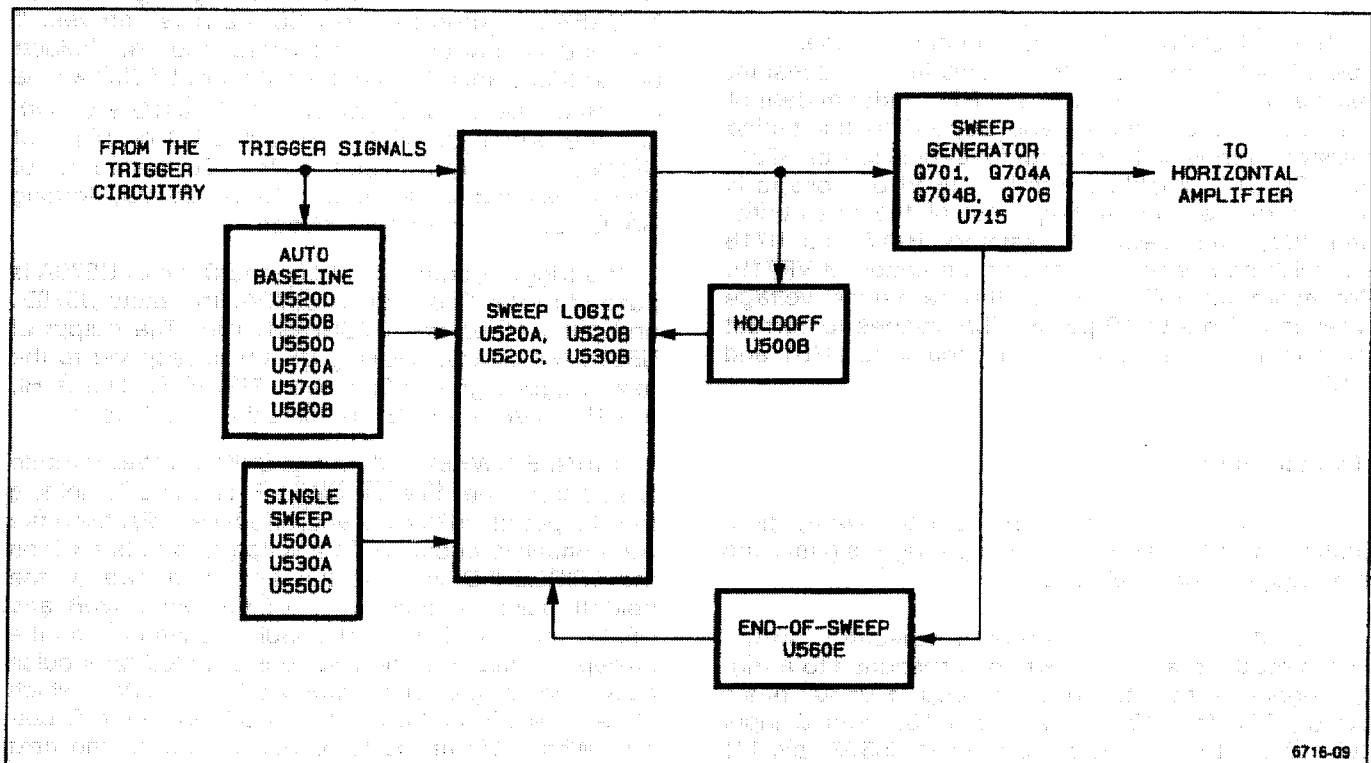 FROM THE
TRIGGER
CIRCUITRY
TRIGGER SIGNALS
AUTO
BASELINE
U520D
U550B
U550D
U570A
U570B
U580B
SINGLE
SWEEP
U500A
U530A
U550C
SWEEP LOGIC
U520A, U520B
U520C, U530B
HOLDOFF
U500B
SWEEP
GENERATOR
Q701, Q704A
Q704B, Q706
U715
TO
HORIZONTAL
AMPLIFIER
END-OF-SWEEP
U560E
6716-09